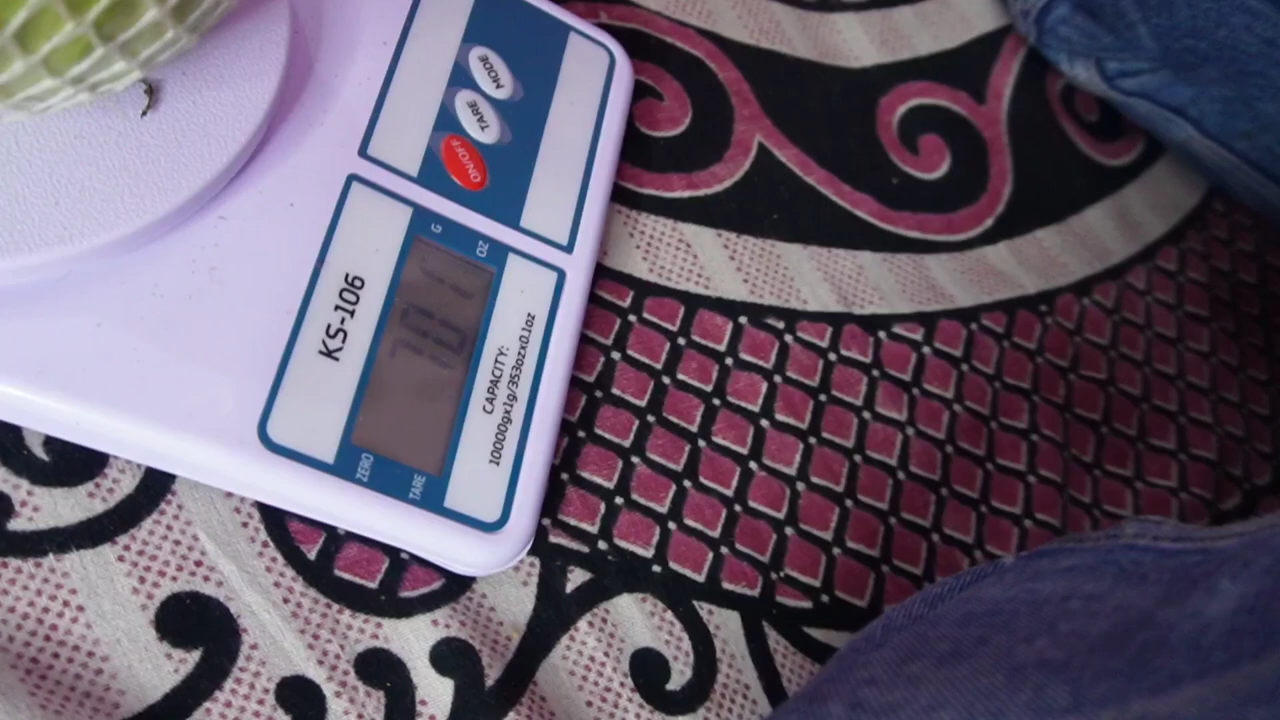 MODE
TARE
ON/OFF
G
OZ
KS-106
CAPACITY:
10000gx1g/353ozx0.1oz
ZERO
TARE